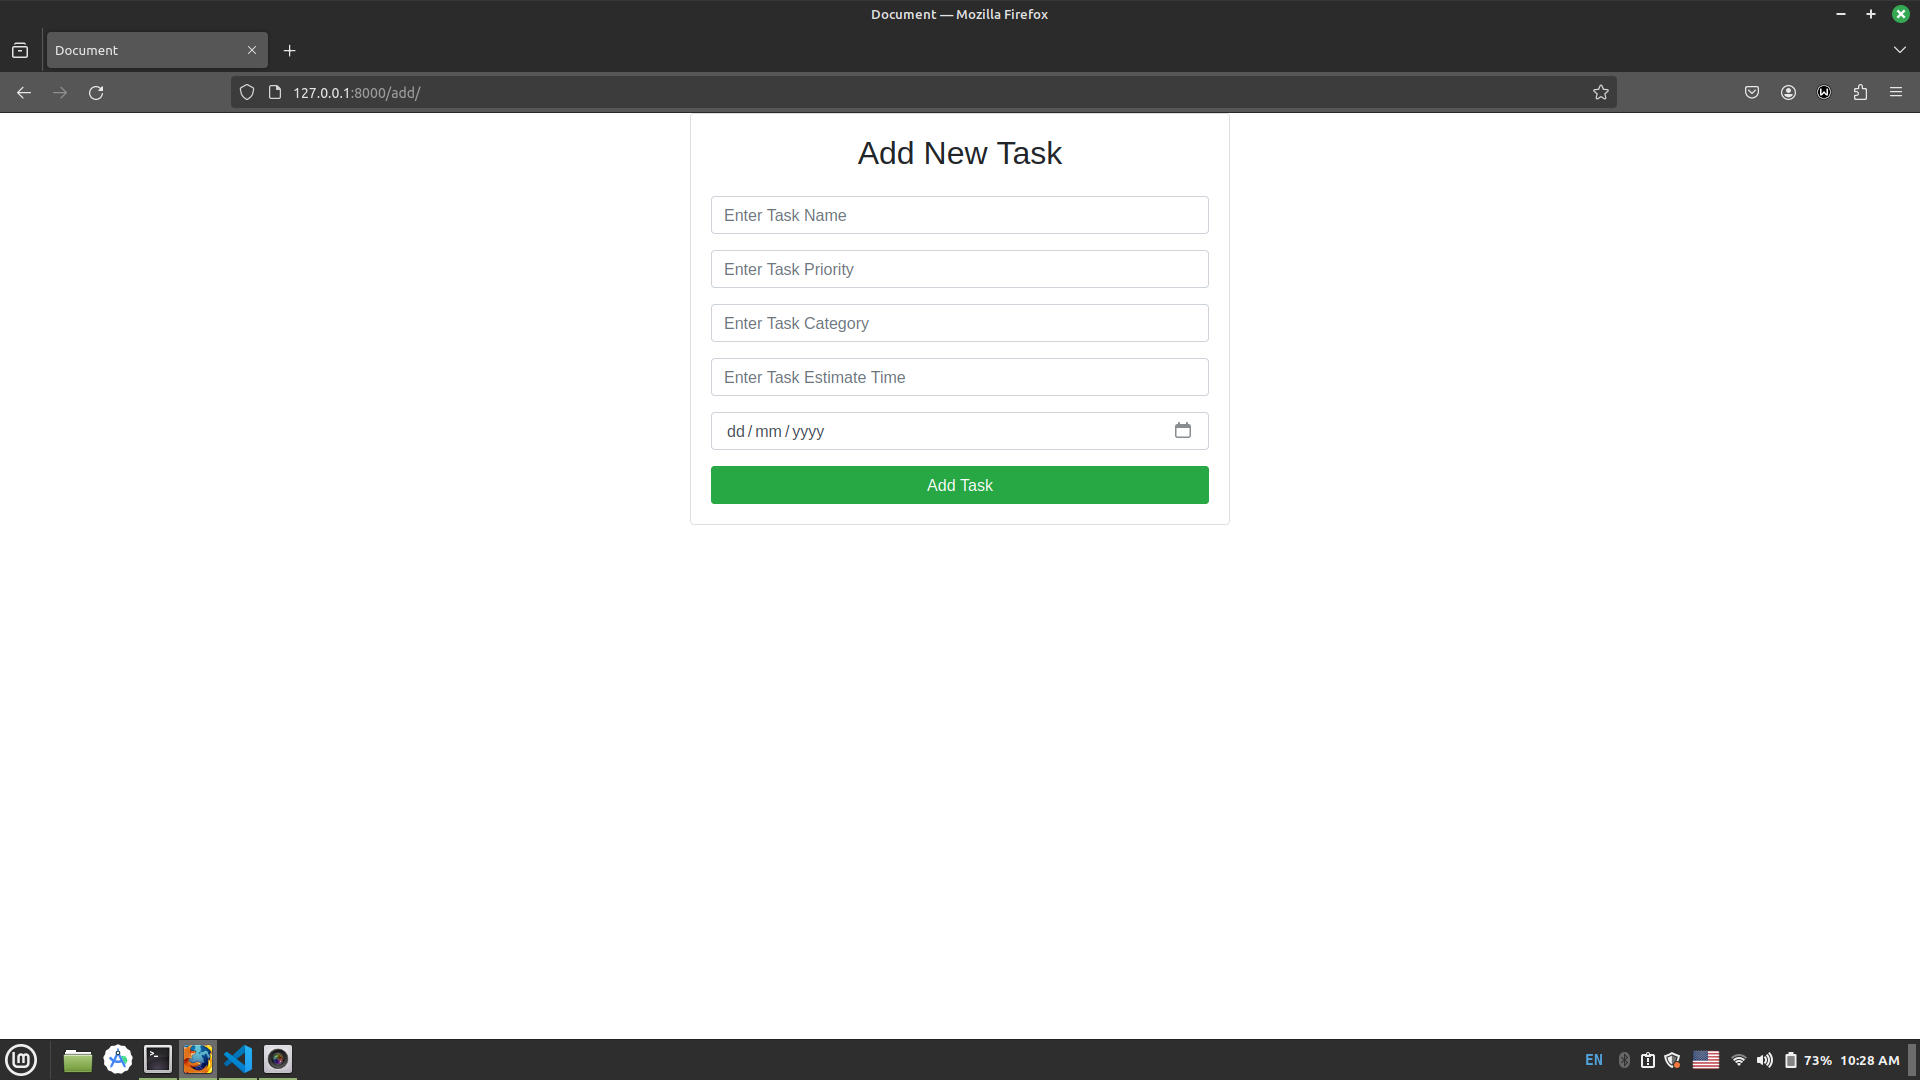 Document — Mozilla Firefox
Document
127.0.0.1:8000/add/
Add New Task
Enter Task Name
Enter Task Priority
Enter Task Category
Enter Task Estimate Time
dd/mm/yyyy
Add Task
EN 73% 10:28 AM